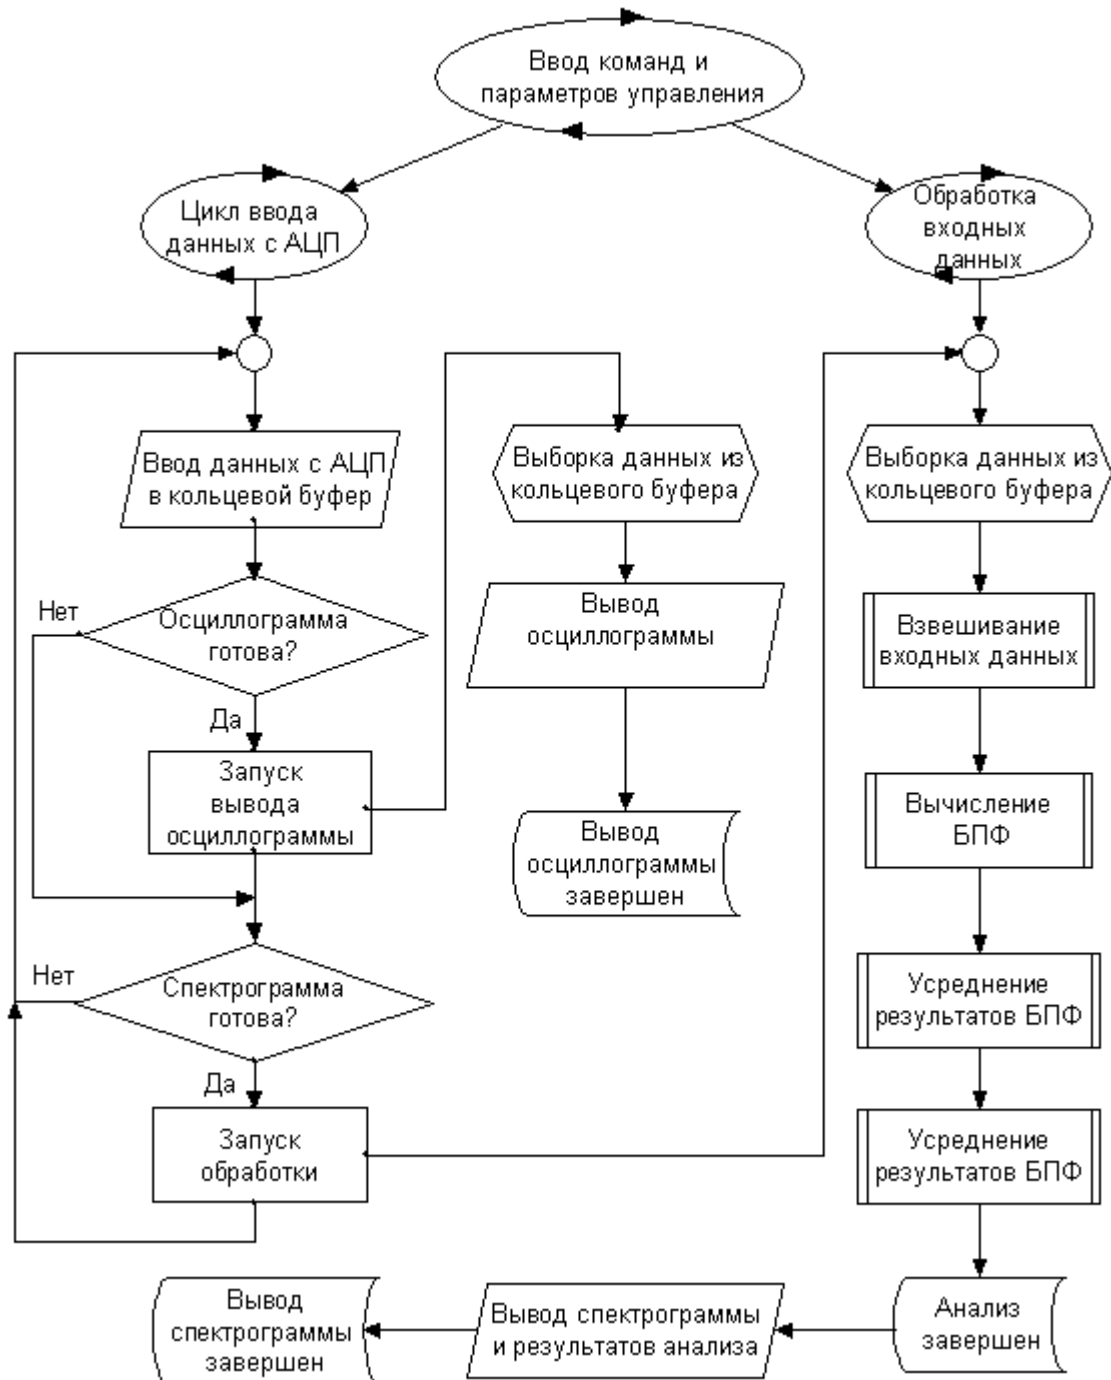 Ввод команд и
параметров управления
Цикл ввода
данных с АЦП
Обработка
входных
данных
Ввод данных с АЦП
в кольцевой буфер
Выборка данных из
кольцевого буфера
Выборка данных из
кольцевого буфера
Нет
Осциллограмма
готова?
Вывод
осциллограммы
Взвешивание
входных данных
Да
Запуск
вывода
осциллограммы
Вывод
осциллограммы
завершен
Вычисление
БПФ
Нет
Спектрограмма
готова?
Усреднение
результатов БПФ
Да
Запуск
обработки
Усреднение
результатов БПФ
Вывод
спектрограммы
завершен
Вывод спектрограммы
и результатов анализа
Анализ
завершен